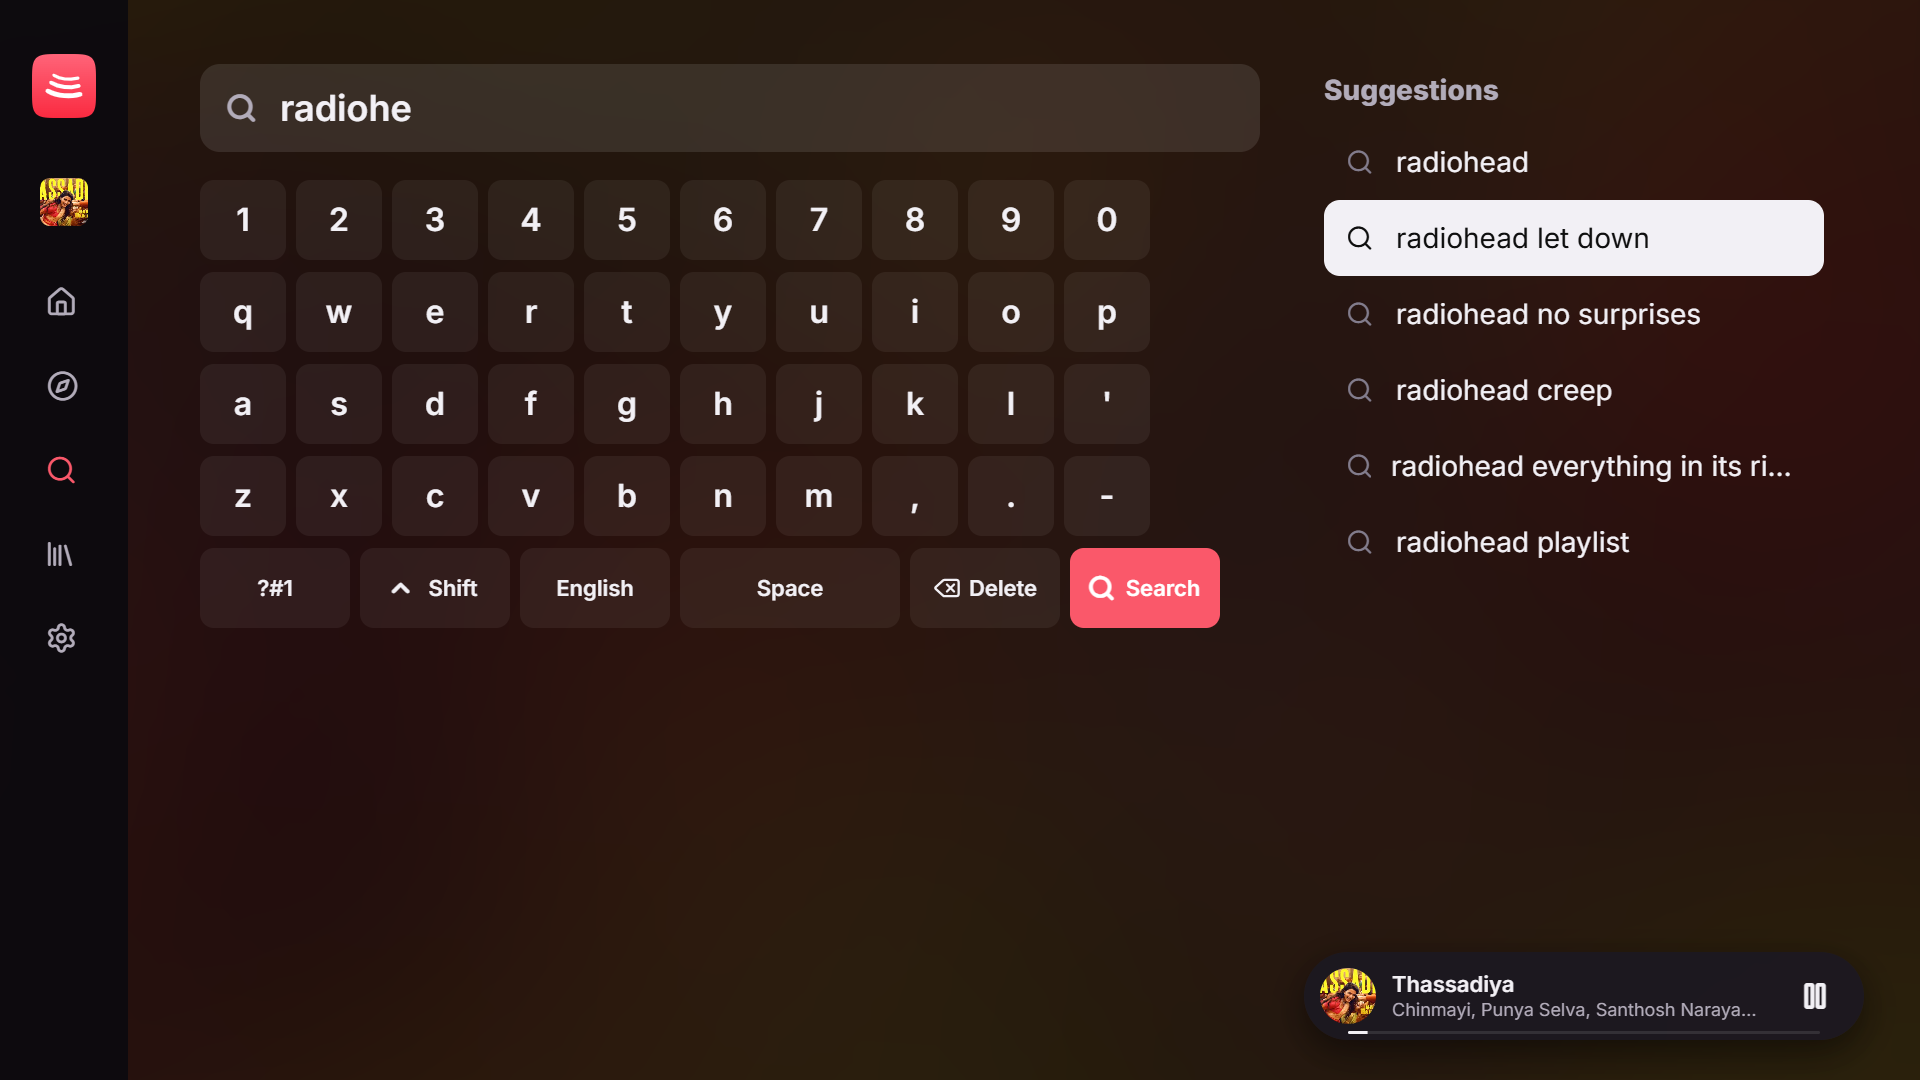 radiohe
Suggestions
radiohead
radiohead let down
radiohead no surprises
radiohead creep
radiohead everything in its ri...
radiohead playlist
1 2 3 4 5 6 7 8 9 0
q w e r t y u i o p
a s d f g h j k l '
z x c v b n m , . -
?#1 Shift English Space Delete Search
Thassadiya
Chinmayi, Punya Selva, Santhosh Naraya...